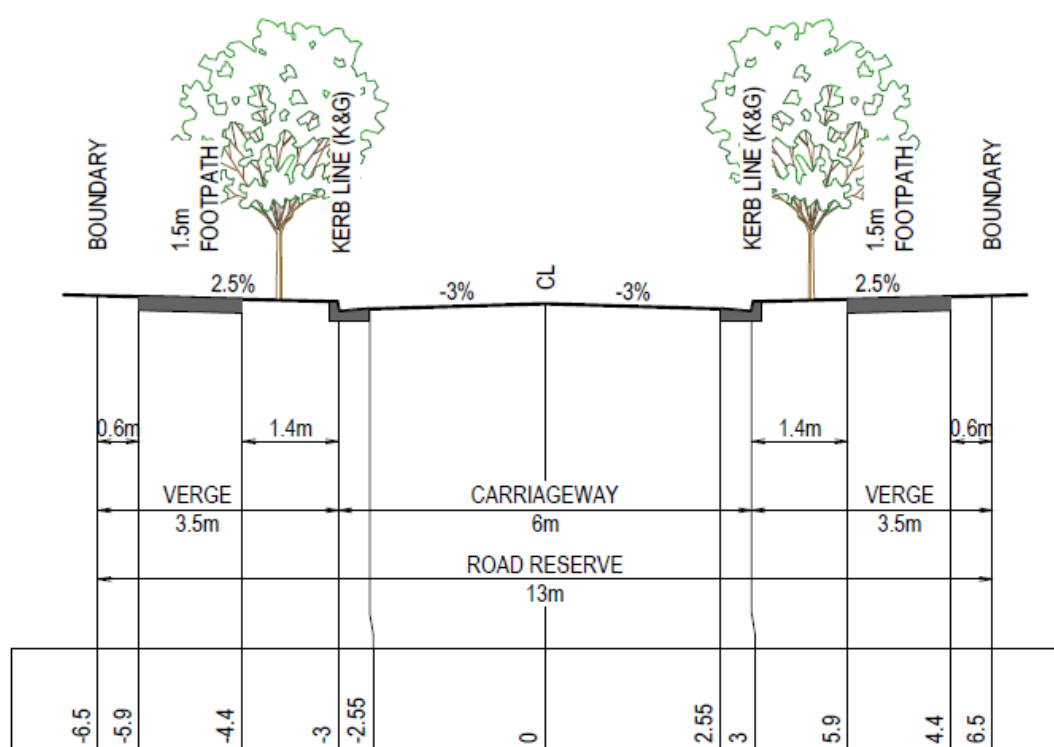 BOUNDARY
1.5m
FOOTPATH
KERB LINE (K&G)
CL
KERB LINE (K&G)
1.5m
FOOTPATH
BOUNDARY
2.5%
-3%
-3%
2.5%
0.6m
1.4m
1.4m
0.6m
VERGE
3.5m
CARRIAGEWAY
6m
VERGE
3.5m
ROAD RESERVE
13m
-6.5
-5.9
-4.4
-3
-2.55
0
2.55
3
5.9
4.4
6.5